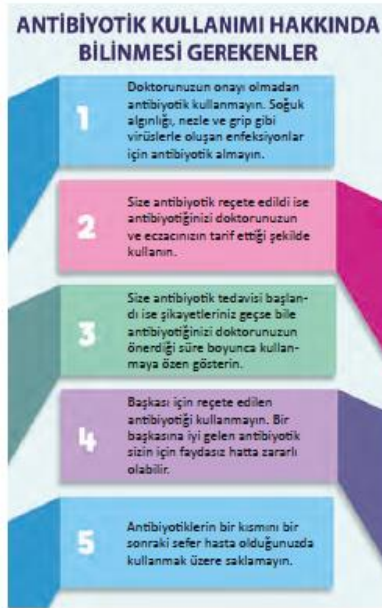 ANTİBİYOTİK KULLANIMI HAKKINDA
BİLİNMESİ GEREKENLER
1
Doktorunuzun onayı olmadan
antibiyotik kullanmayın. Soğuk
algınlığı, nezle ve grip gibi
virüslerle oluşan enfeksiyonlar
için antibiyotik almayın.
2
Size antibiyotik reçete edildi ise
antibiyotiğinizi doktorunuzun
ve eczacınızın tarif ettiği şekilde
kullanın.
3
Size antibiyotik tedavisi başlan-
dı ise şikayetleriniz geçse bile
antibiyotiğinizi doktorunuzun
önerdiği süre boyunca kullan-
maya özen gösterin.
4
Başkası için reçete edilen
antibiyotiği kullanmayın. Bir
başkasına iyi gelen antibiyotik
sizin için faydasız hatta zararlı
olabilir.
5
Antibiyotiklerin bir kısmını bir
sonraki sefer hasta olduğunuzda
kullanmak üzere saklamayın.